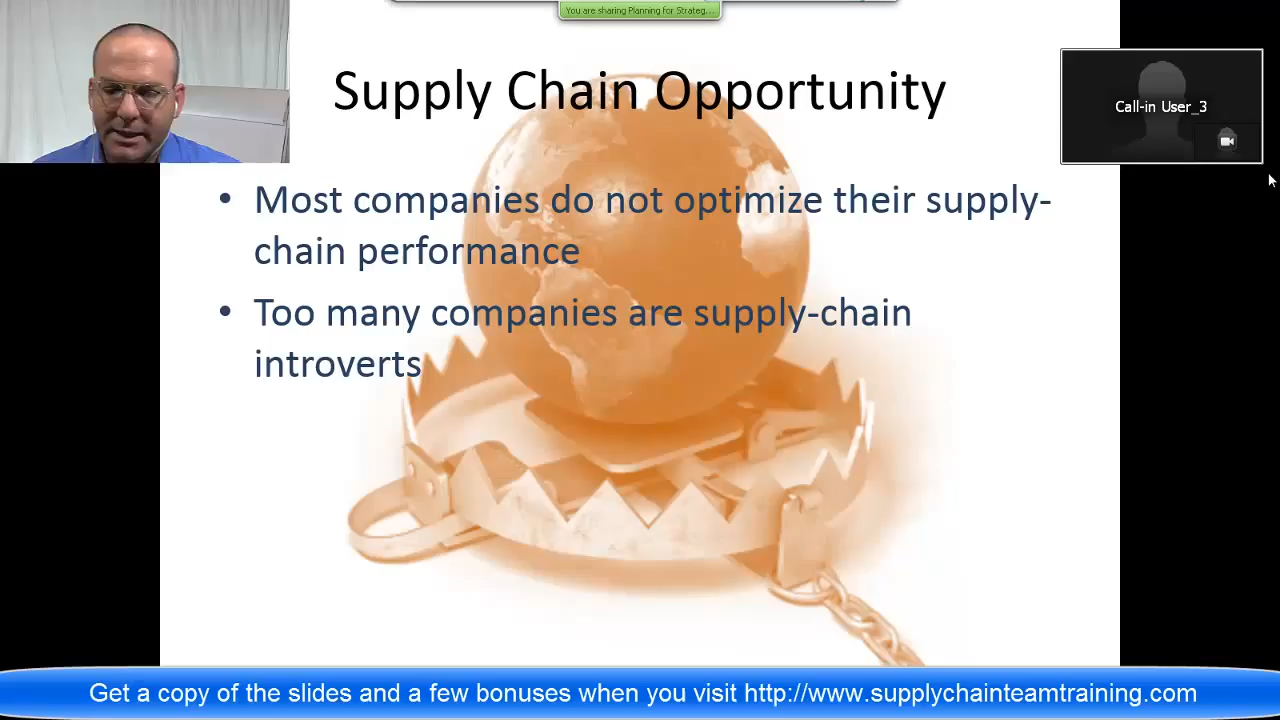 You are sharing Planning for Strateg...
Supply Chain Opportunity
Call-in User_3
• Most companies do not optimize their supply-
chain performance
• Too many companies are supply-chain
introverts
Get a copy of the slides and a few bonuses when you visit http://www.supplychainteamtraining.com